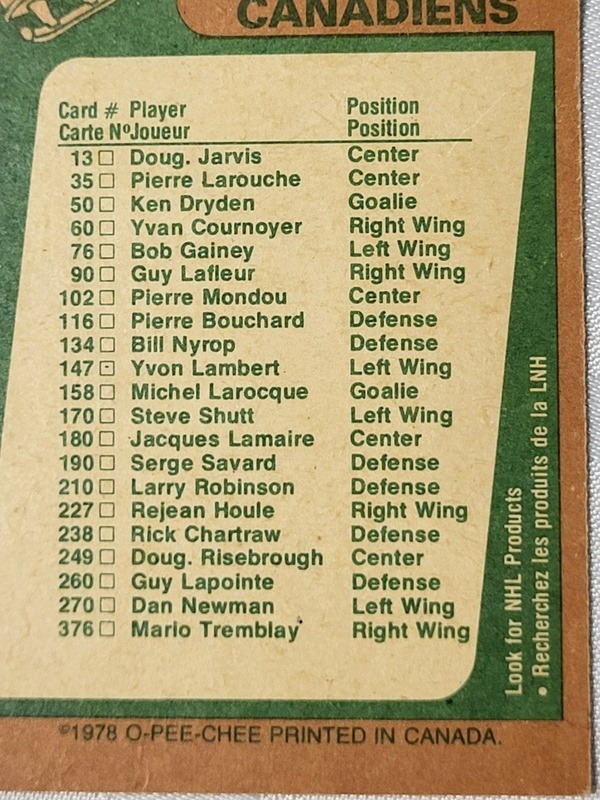 CANADIENS
Card # Player Position
Carte Nº Joueur Position
13 □ Doug. Jarvis Center
35 □ Pierre Larouche Center
50 □ Ken Dryden Goalie
60 □ Yvan Cournoyer Right Wing
76 □ Bob Gainey Left Wing
90 □ Guy Lafleur Right Wing
102 □ Pierre Mondou Center
116 □ Pierre Bouchard Defense
134 □ Bill Nyrop Defense
147 □ Yvon Lambert Left Wing
158 □ Michel Larocque Goalie
170 □ Steve Shutt Left Wing
180 □ Jacques Lamaire Center
190 □ Serge Savard Defense
210 □ Larry Robinson Defense
227 □ Rejean Houle Right Wing
238 □ Rick Chartraw Defense
249 □ Doug. Risebrough Center
260 □ Guy Lapointe Defense
270 □ Dan Newman Left Wing
376 □ Mario Tremblay Right Wing
Look for NHL Products
• Recherchez les produits de la LNH
©1978 O-PEE-CHEE PRINTED IN CANADA.